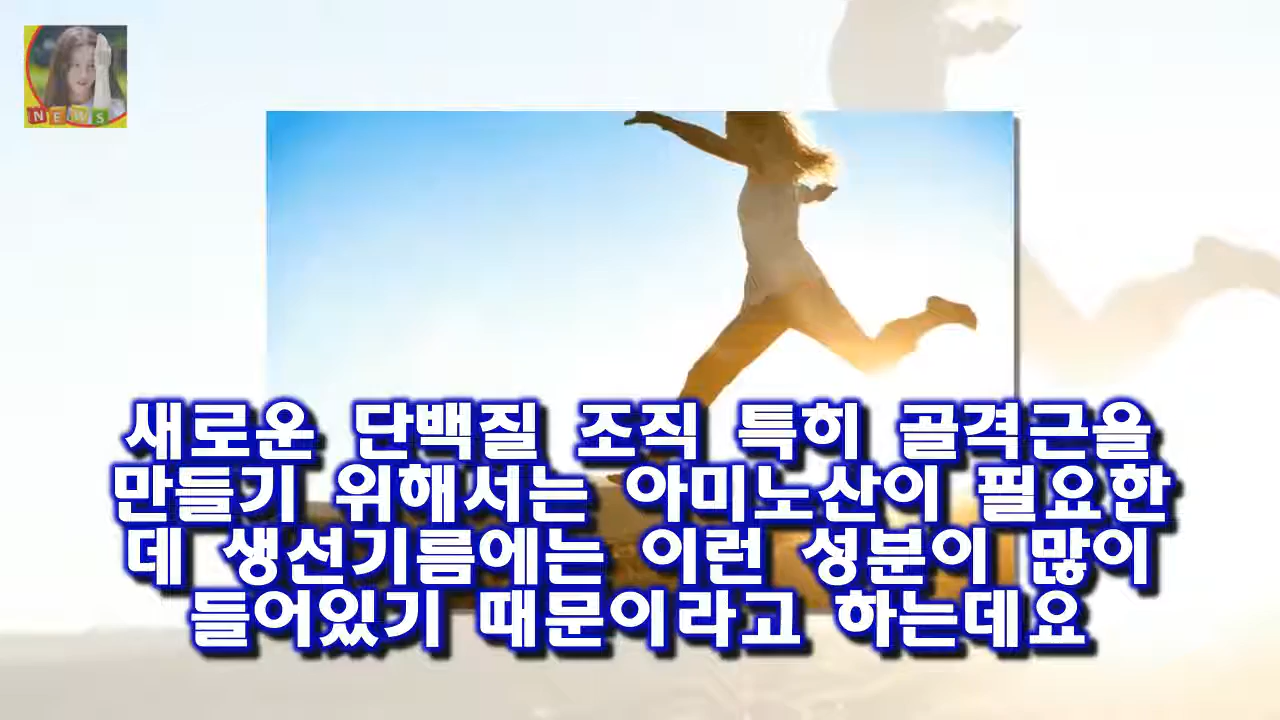 NEWS
새로운 단백질 조직 특히 골격근을
만들기 위해서는 아미노산이 필요한
데 생선기름에는 이런 성분이 많이
들어있기 때문이라고 하는데요